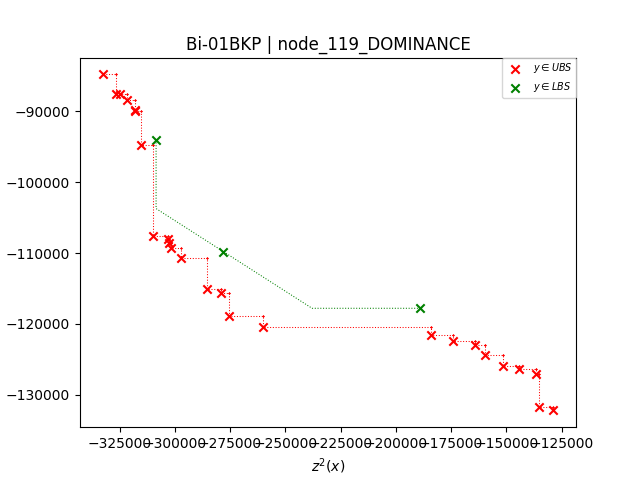 Bi-01BKP | node_119_DOMINANCE
y ∈ UBS
y ∈ LBS
−90000
−100000
−110000
−120000
−130000
−325000 −300000 −275000 −250000 −225000 −200000 −175000 −150000 −125000
z²(x)